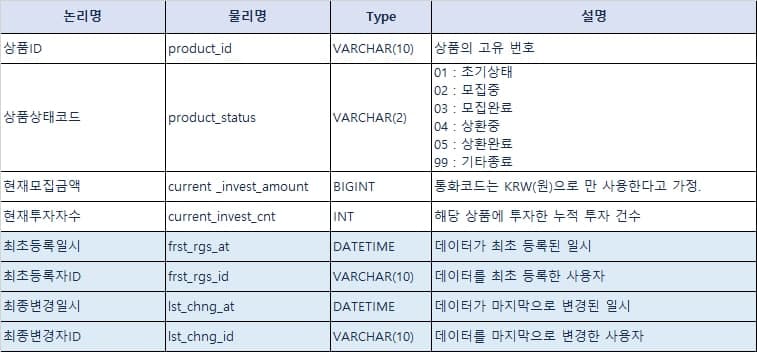 논리명 물리명 Type 설명
상품ID product_id VARCHAR(10) 상품의 고유 번호
상품상태코드 product_status VARCHAR(2) 01 : 초기상태
02 : 모집중
03 : 모집완료
04 : 상환중
05 : 상환완료
99 : 기타종료
현재모집금액 current _invest_amount BIGINT 통화코드는 KRW(원)으로 만 사용한다고 가정.
현재투자자수 current_invest_cnt INT 해당 상품에 투자한 누적 투자 건수
최초등록일시 frst_rgs_at DATETIME 데이터가 최초 등록된 일시
최초등록자ID frst_rgs_id VARCHAR(10) 데이터를 최초 등록한 사용자
최종변경일시 lst_chng_at DATETIME 데이터가 마지막으로 변경된 일시
최종변경자ID lst_chng_id VARCHAR(10) 데이터를 마지막으로 변경한 사용자